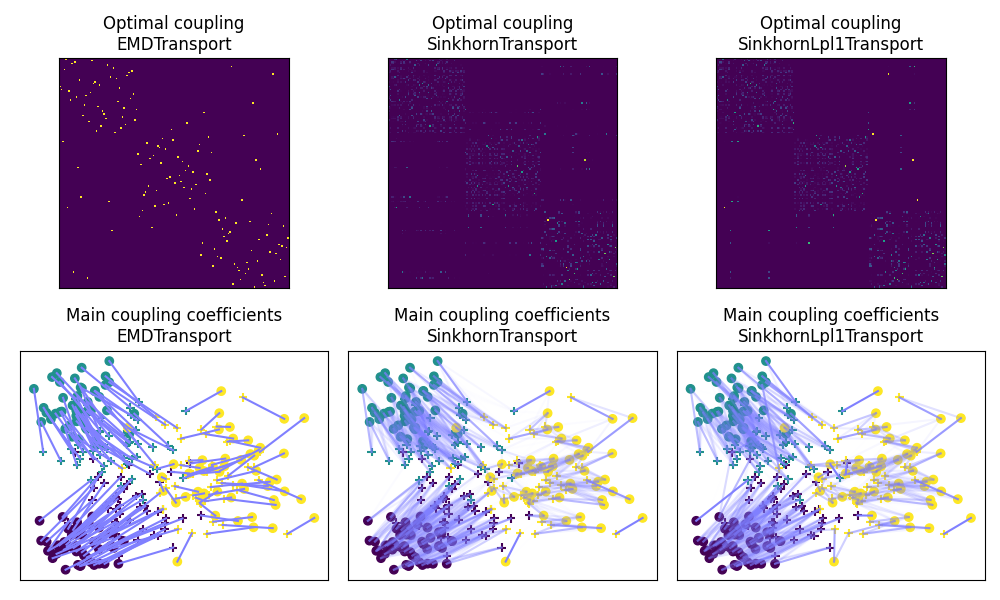 Optimal coupling
EMDTransport
Optimal coupling
SinkhornTransport
Optimal coupling
SinkhornLpl1Transport
Main coupling coefficients
EMDTransport
Main coupling coefficients
SinkhornTransport
Main coupling coefficients
SinkhornLpl1Transport